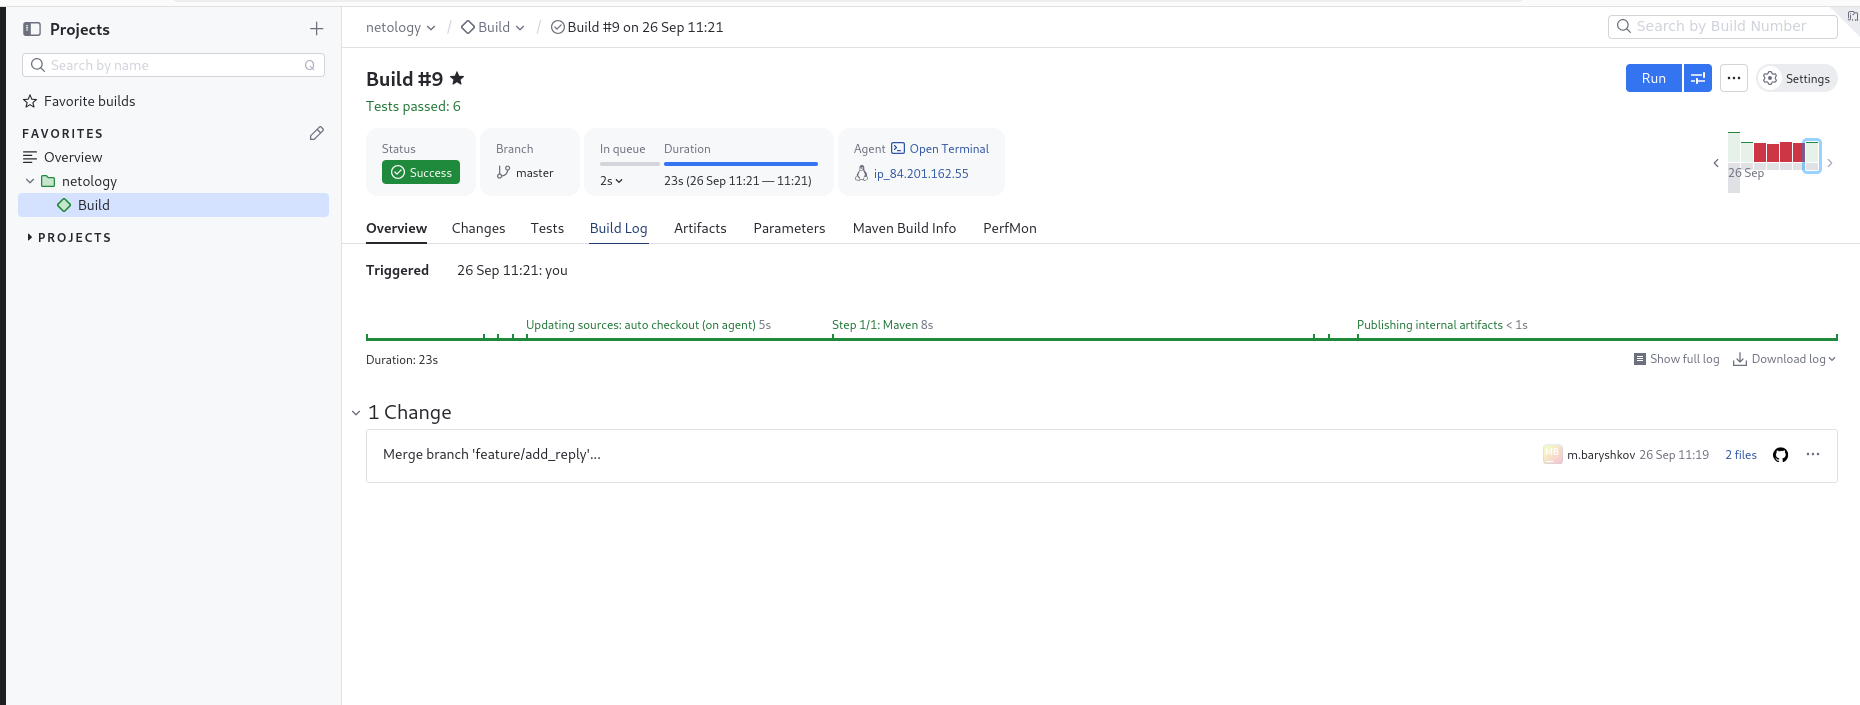 Projects
Search by name Q
Favorite builds
FAVORITES
Overview
netology
Build
PROJECTS
netology / Build / Build #9 on 26 Sep 11:21
Search by Build Number
Build #9
Run Settings
Tests passed: 6
Status Branch In queue Duration Agent Open Terminal
Success master 2s 23s (26 Sep 11:21 — 11:21) ip_84.201.162.55
26 Sep
Overview Changes Tests Build Log Artifacts Parameters Maven Build Info PerfMon
Triggered 26 Sep 11:21: you
Updating sources: auto checkout (on agent) 5s Step 1/1: Maven 8s Publishing internal artifacts < 1s
Duration: 23s Show full log Download log
1 Change
Merge branch 'feature/add_reply'... MB m.baryshkov 26 Sep 11:19 2 files